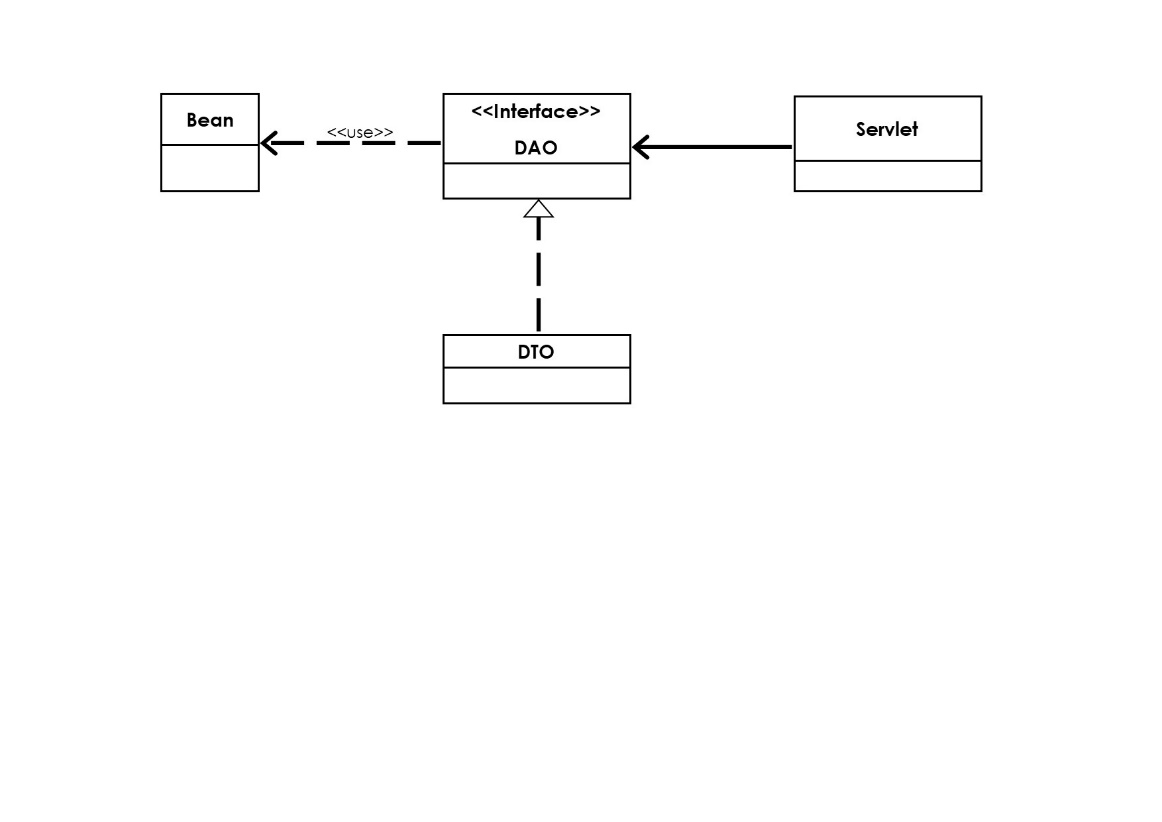 Bean
<<use>>
<<Interface>>
DAO
Servlet
DTO